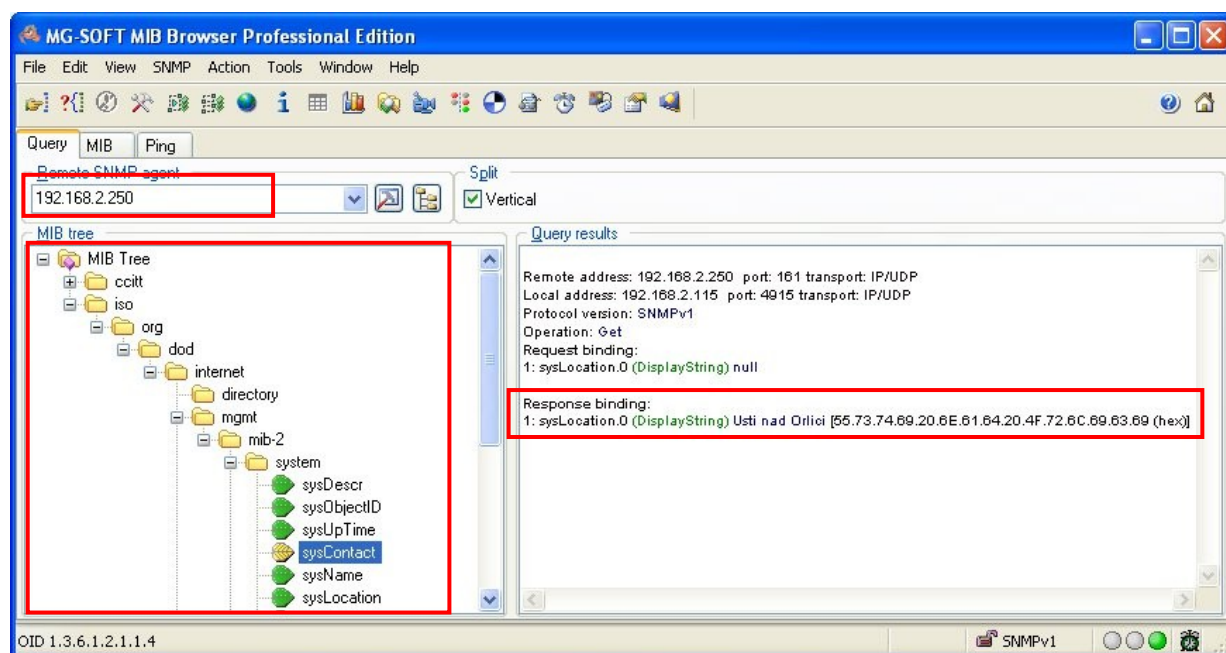 MG-SOFT MIB Browser Professional Edition
File Edit View SNMP Action Tools Window Help
Query MIB Ping
Remote SNMP agent
192.168.2.250
Split
Vertical
MIB tree
MIB Tree
ccitt
iso
org
dod
internet
directory
mgmt
mib-2
system
sysDescr
sysObjectID
sysUpTime
sysContact
sysName
sysLocation
Query results
Remote address: 192.168.2.250 port: 161 transport: IP/UDP
Local address: 192.168.2.115 port: 4915 transport: IP/UDP
Protocol version: SNMPv1
Operation: Get
Request binding:
1: sysLocation.0 (DisplayString) null
Response binding:
1: sysLocation.0 (DisplayString) Usti nad Orlici [55.73.74.69.20.6E.61.64.20.4F.72.6C.69.63.69 (hex)]
OID 1.3.6.1.2.1.1.4
SNMPv1